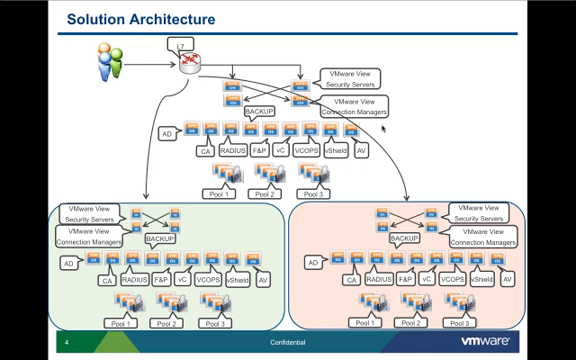 Solution Architecture
L7
VMware View
Security Servers
VMware View
Connection Managers
BACKUP
AD
CA
RADIUS
F&P
vC
VCOPS
vShield
AV
Pool 1
Pool 2
Pool 3
VMware View
Security Servers
VMware View
Connection Managers
BACKUP
AD
CA
RADIUS
F&P
vC
VCOPS
vShield
AV
Pool 1
Pool 2
Pool 3
VMware View
Security Servers
VMware View
Connection Managers
BACKUP
AD
CA
RADIUS
F&P
vC
VCOPS
vShield
AV
Pool 1
Pool 2
Pool 3
4
Confidential
vmware